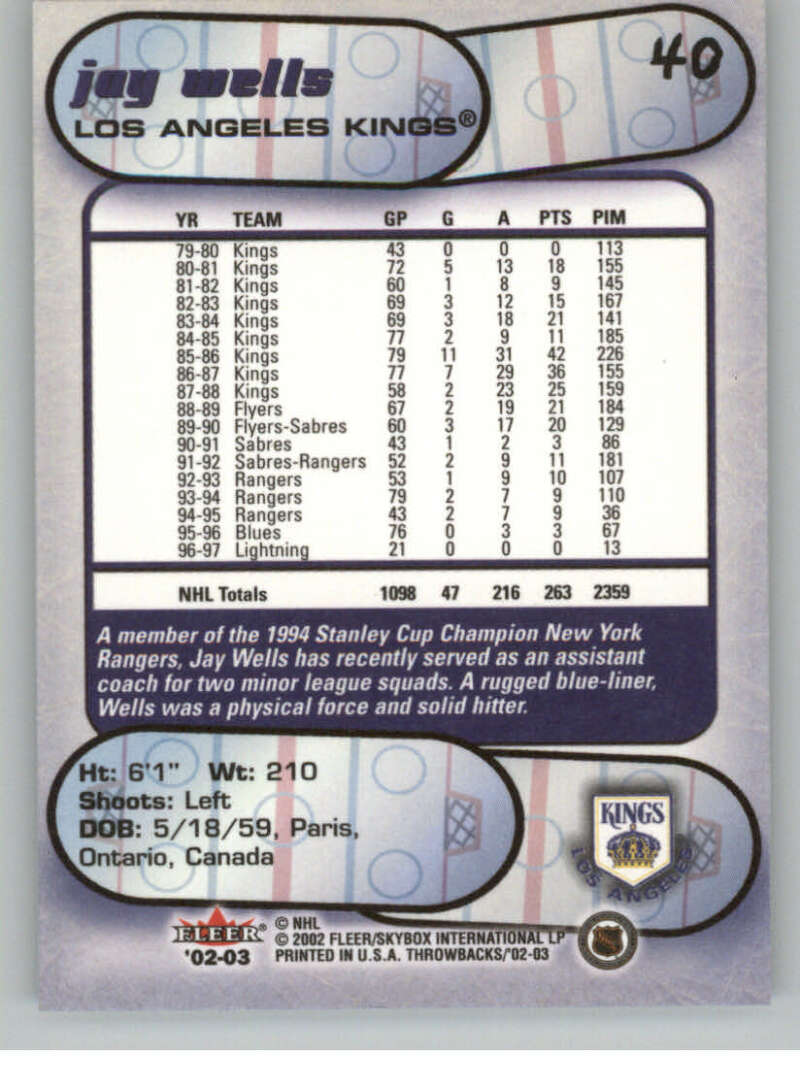 jay wells
40
LOS ANGELES KINGS®
YR TEAM GP G A PTS PIM
79-80 Kings 43 0 0 0 113
80-81 Kings 72 5 13 18 155
81-82 Kings 60 1 8 9 145
82-83 Kings 69 3 12 15 167
83-84 Kings 69 3 18 21 141
84-85 Kings 77 2 9 11 185
85-86 Kings 79 11 31 42 226
86-87 Kings 77 7 29 36 155
87-88 Kings 58 2 23 25 159
88-89 Flyers 67 2 19 21 184
89-90 Flyers-Sabres 60 3 17 20 129
90-91 Sabres 43 1 2 3 86
91-92 Sabres-Rangers 52 2 9 11 181
92-93 Rangers 53 1 9 10 107
93-94 Rangers 79 2 7 9 110
94-95 Rangers 43 2 7 9 36
95-96 Blues 76 0 3 3 67
96-97 Lightning 21 0 0 0 13
NHL Totals 1098 47 216 263 2359
A member of the 1994 Stanley Cup Champion New York
Rangers, Jay Wells has recently served as an assistant
coach for two minor league squads. A rugged blue-liner,
Wells was a physical force and solid hitter.
Ht: 6'1" Wt: 210
Shoots: Left
DOB: 5/18/59, Paris,
Ontario, Canada
KINGS
LOS ANGELES
FLEER®
'02-03
© NHL
© 2002 FLEER/SKYBOX INTERNATIONAL LP
PRINTED IN U.S.A. THROWBACKS/'02-03